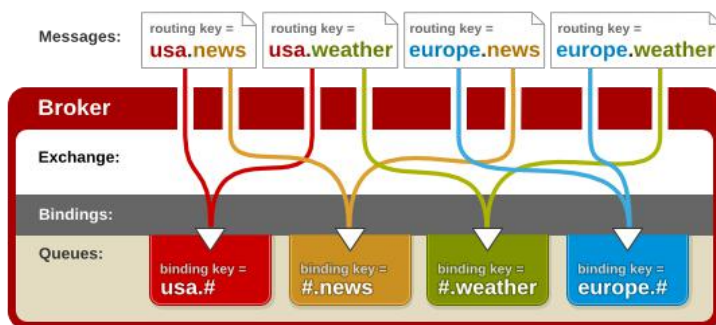 Messages:
routing key =
usa.news
routing key =
usa.weather
routing key =
europe.news
routing key =
europe.weather
Broker
Exchange:
Bindings:
Queues:
binding key =
usa.#
binding key =
#.news
binding key =
#.weather
binding key =
europe.#